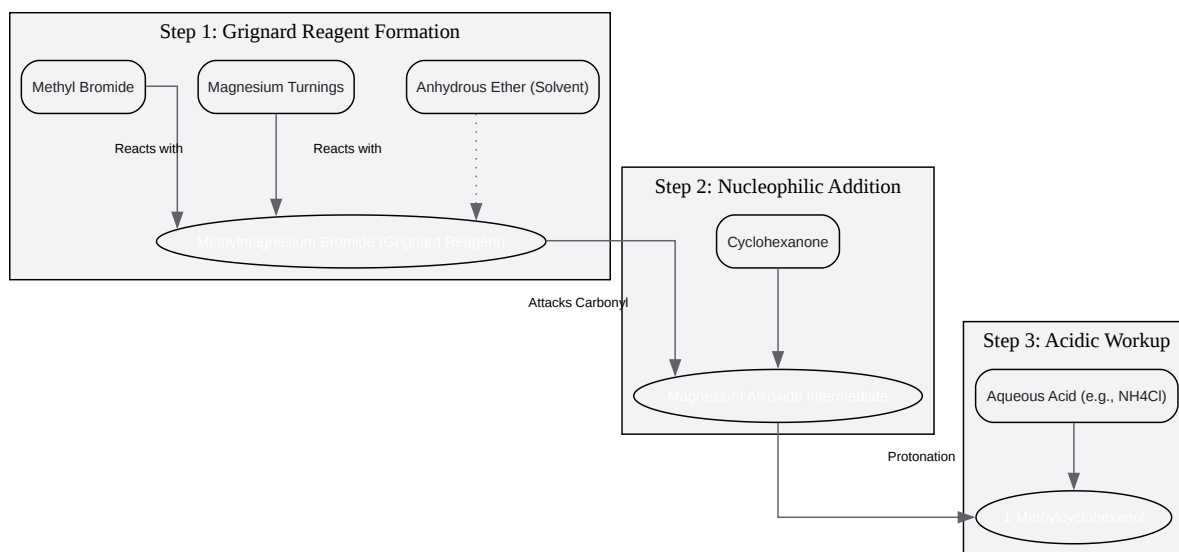 Step 1: Grignard Reagent Formation
Methyl Bromide
Magnesium Turnings
Anhydrous Ether (Solvent)
Reacts with
Reacts with
Methylmagnesium Bromide (Grignard Reagent)
Step 2: Nucleophilic Addition
Cyclohexanone
Attacks Carbonyl
Magnesium Alkoxide Intermediate
Step 3: Acidic Workup
Aqueous Acid (e.g., NH4Cl)
Protonation
1-Methylcyclohexanol